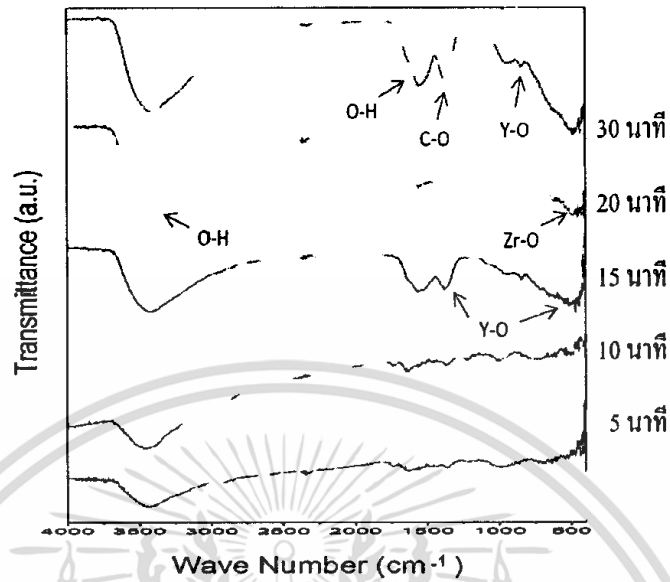 O-H
C-O
Y-O
30 นาที
20 นาที
O-H
Zr-O
15 นาที
Y-O
10 นาที
5 นาที
Transmittance (a.u.)
4000 3500 3000 2500 2000 1500 1000 500
Wave Number (cm⁻¹)